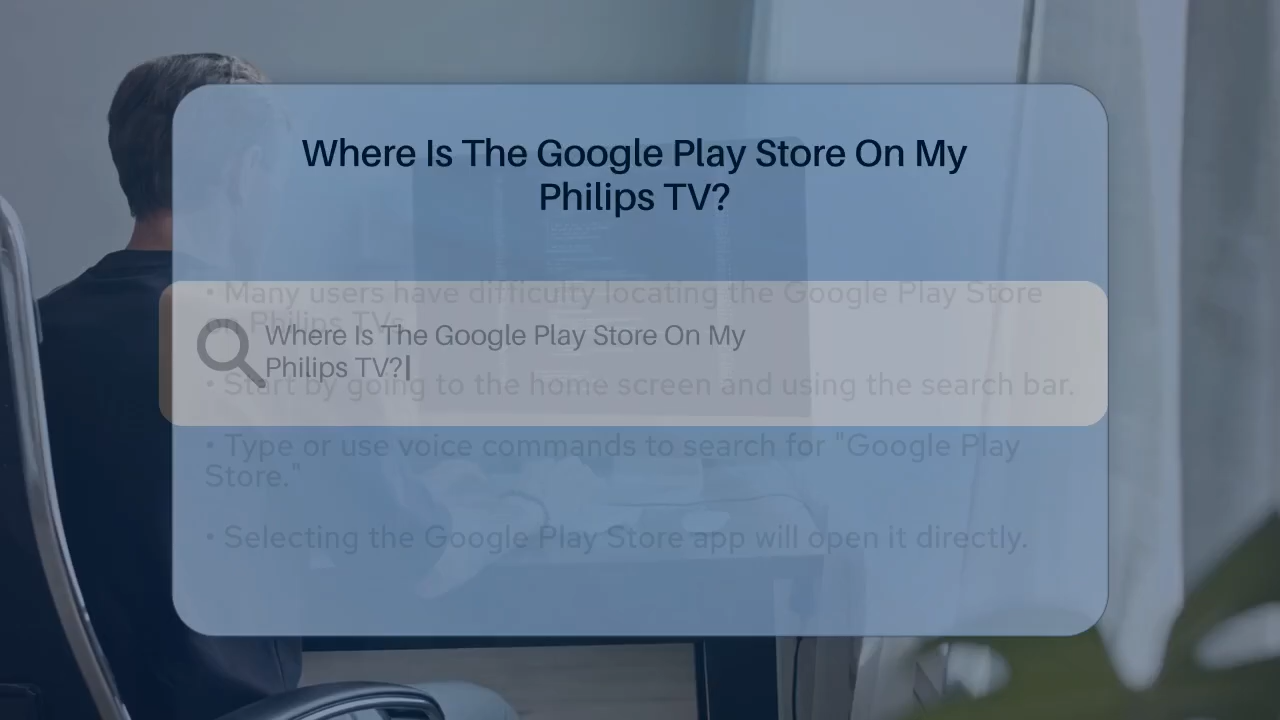 Where Is The Google Play Store On My
Philips TV?
• Many users have difficulty locating the Google Play Store
on Philips TVs.
Where Is The Google Play Store On My
Philips TV?
• Start by going to the home screen and using the search bar.
• Type or use voice commands to search for "Google Play
Store."
• Selecting the Google Play Store app will open it directly.